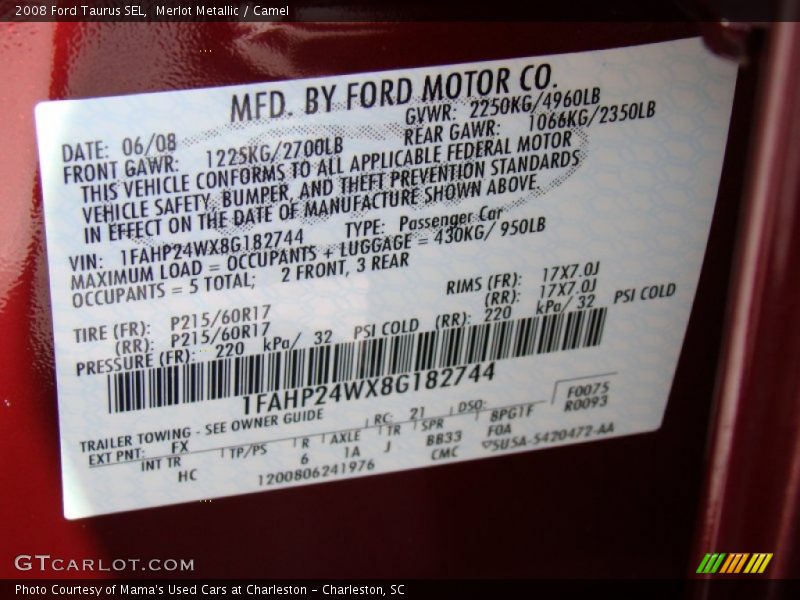 2008 Ford Taurus SEL, Merlot Metallic / Camel
MFD. BY FORD MOTOR CO.
DATE: 06/08 GVWR: 2250KG/4960LB
FRONT GAWR: 1225KG/2700LB REAR GAWR: 1066KG/2350LB
THIS VEHICLE CONFORMS TO ALL APPLICABLE FEDERAL MOTOR
VEHICLE SAFETY, BUMPER, AND THEFT PREVENTION STANDARDS
IN EFFECT ON THE DATE OF MANUFACTURE SHOWN ABOVE
VIN: 1FAHP24WX8G182744 TYPE: Passenger Car
MAXIMUM LOAD = OCCUPANTS + LUGGAGE = 430KG/ 950LB
OCCUPANTS = 5 TOTAL; 2 FRONT, 3 REAR
TIRE (FR): P215/60R17 RIMS (FR): 17X7.0J
(RR): P215/60R17 (RR): 17X7.0J
PRESSURE (FR): 220 kPa/ 32 PSI COLD (RR): 220 kPa/ 32 PSI COLD
1FAHP24WX8G182744
TRAILER TOWING - SEE OWNER GUIDE RC: 21 DSO: F0075
EXT PNT: FX R0093
INT TR TP/PS R AXLE TR SPR 8PG1F
HC 6 1A J BB33 F0A
1200806241976 CMC ▽5U5A-5420472-AA
GTCARLOT.COM
Photo Courtesy of Mama's Used Cars at Charleston - Charleston, SC